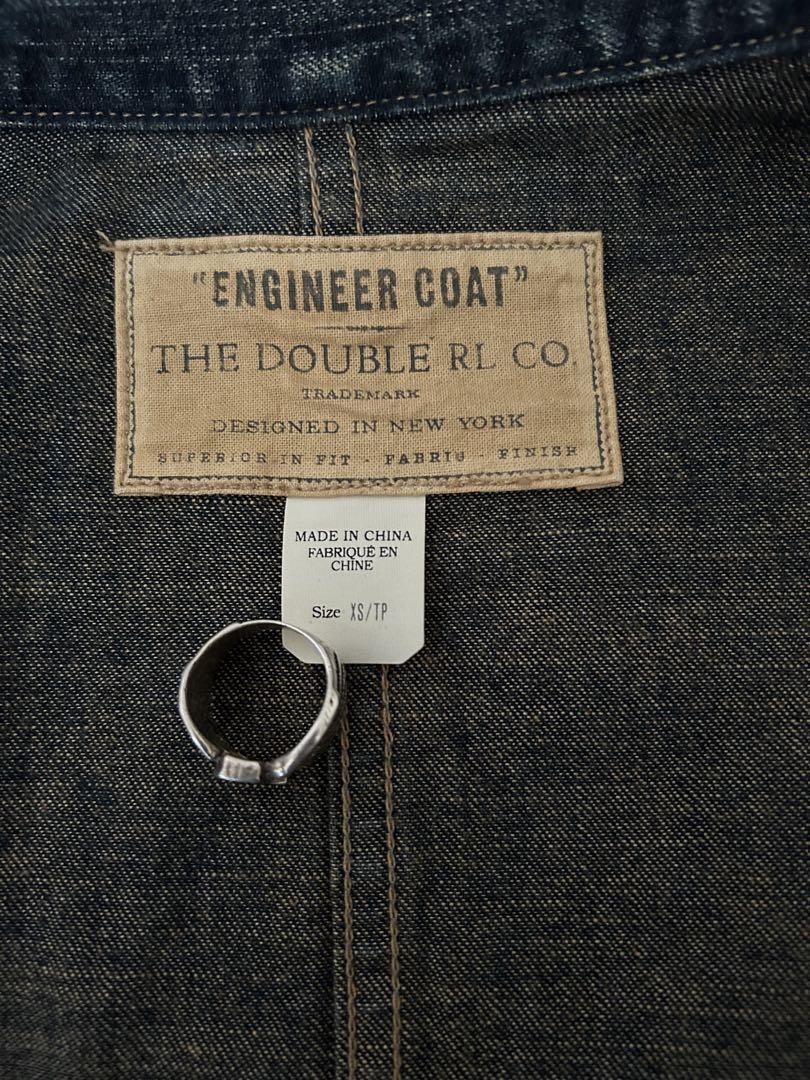 "ENGINEER COAT"
THE DOUBLE RL CO.
TRADEMARK
DESIGNED IN NEW YORK
SUPERIOR IN FIT - FABRIC - FINISH
MADE IN CHINA
FABRIQUÉ EN
CHINE
Size XS/TP